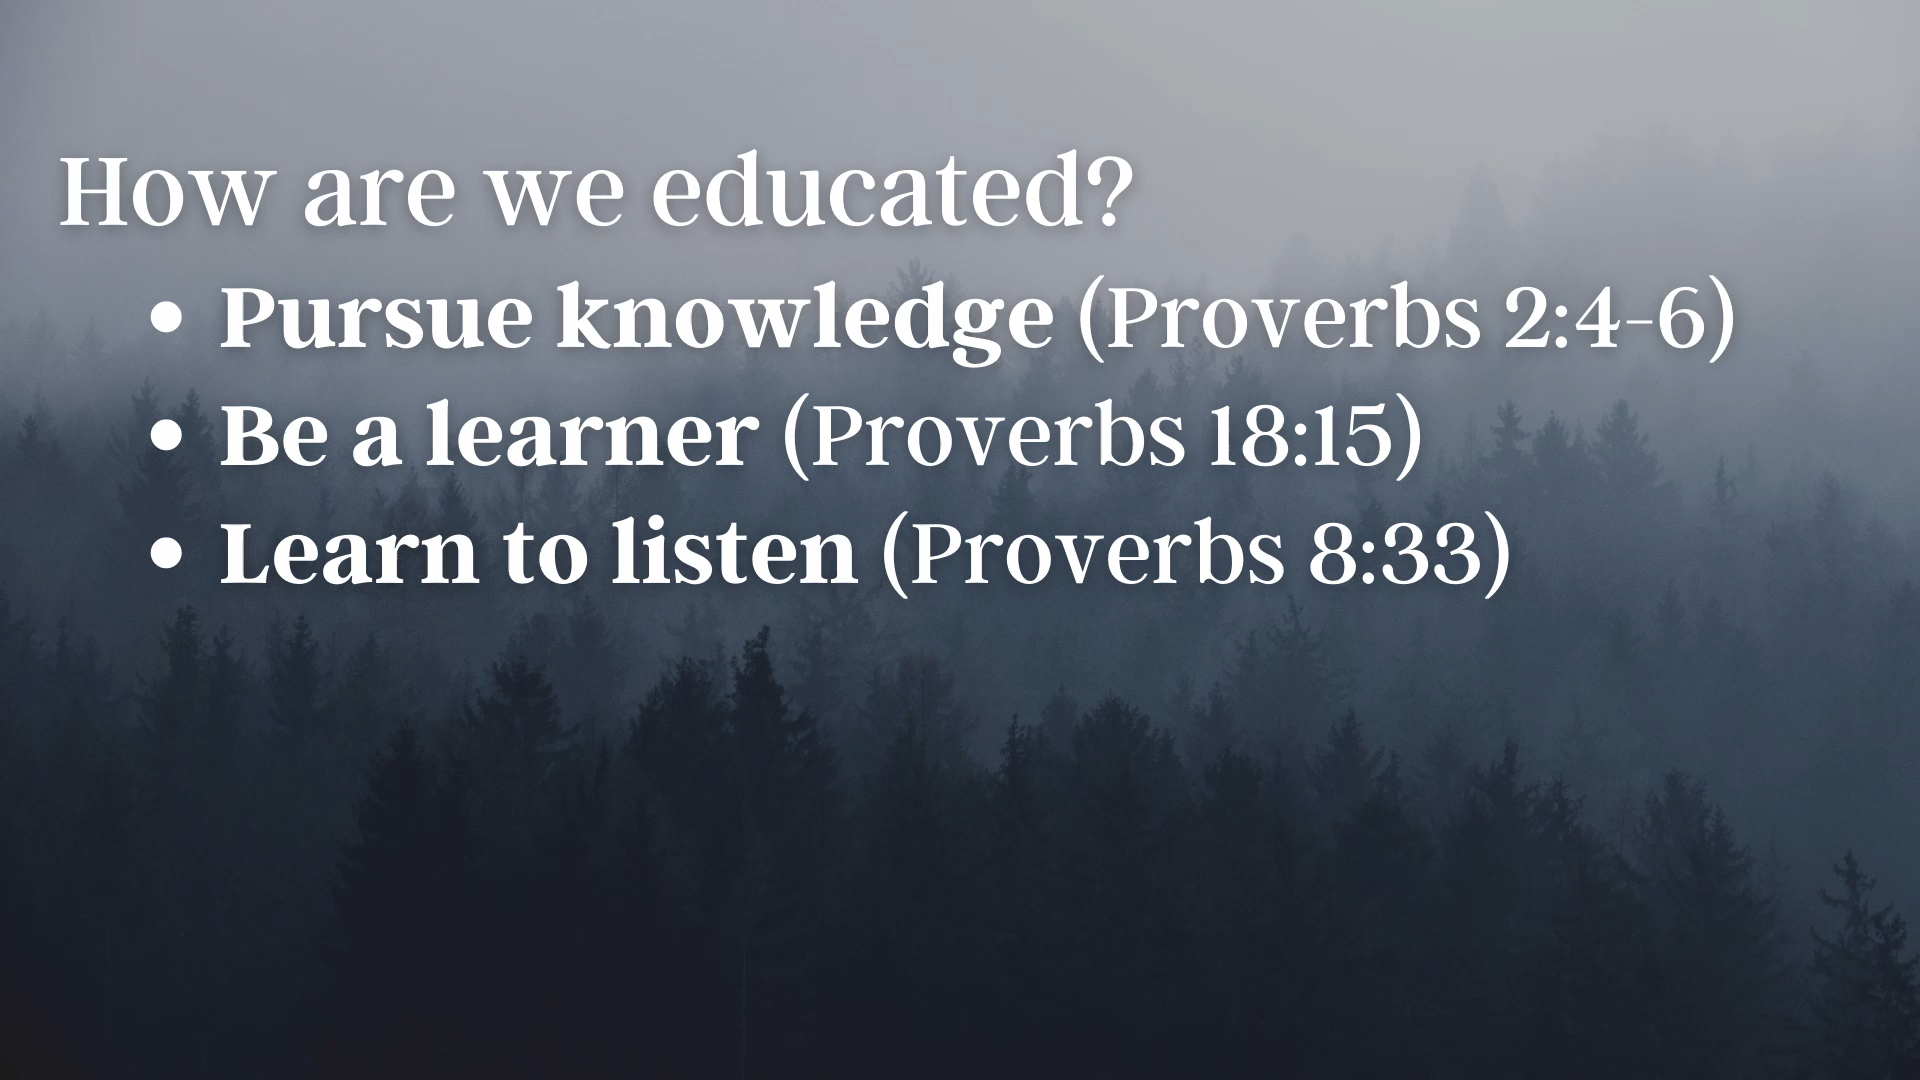 How are we educated?
• Pursue knowledge (Proverbs 2:4-6)
• Be a learner (Proverbs 18:15)
• Learn to listen (Proverbs 8:33)